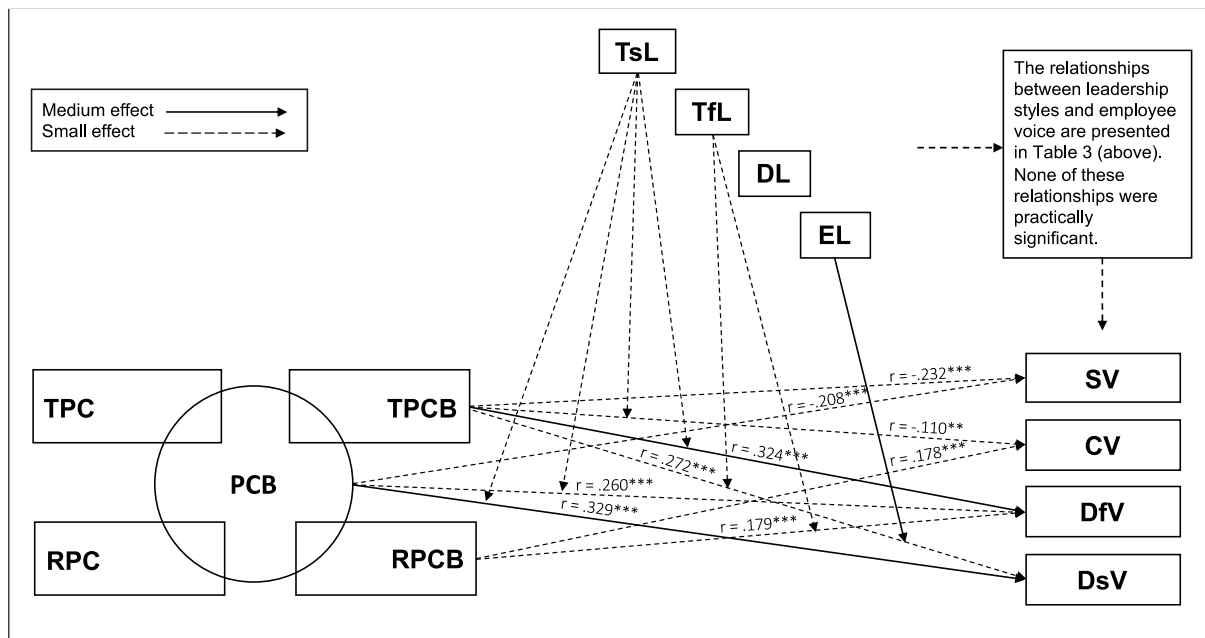 TsL
TfL
DL
EL
Medium effect
Small effect
The relationships
between leadership
styles and employee
voice are presented
in Table 3 (above).
None of these
relationships were
practically
significant.
TPC
TPCB
PCB
RPC
RPCB
r = -.232***
r = -.208***
r = -.110**
r = .178***
r = .324***
r = .272***
r = .260***
r = .329***
r = .179***
SV
CV
DfV
DsV